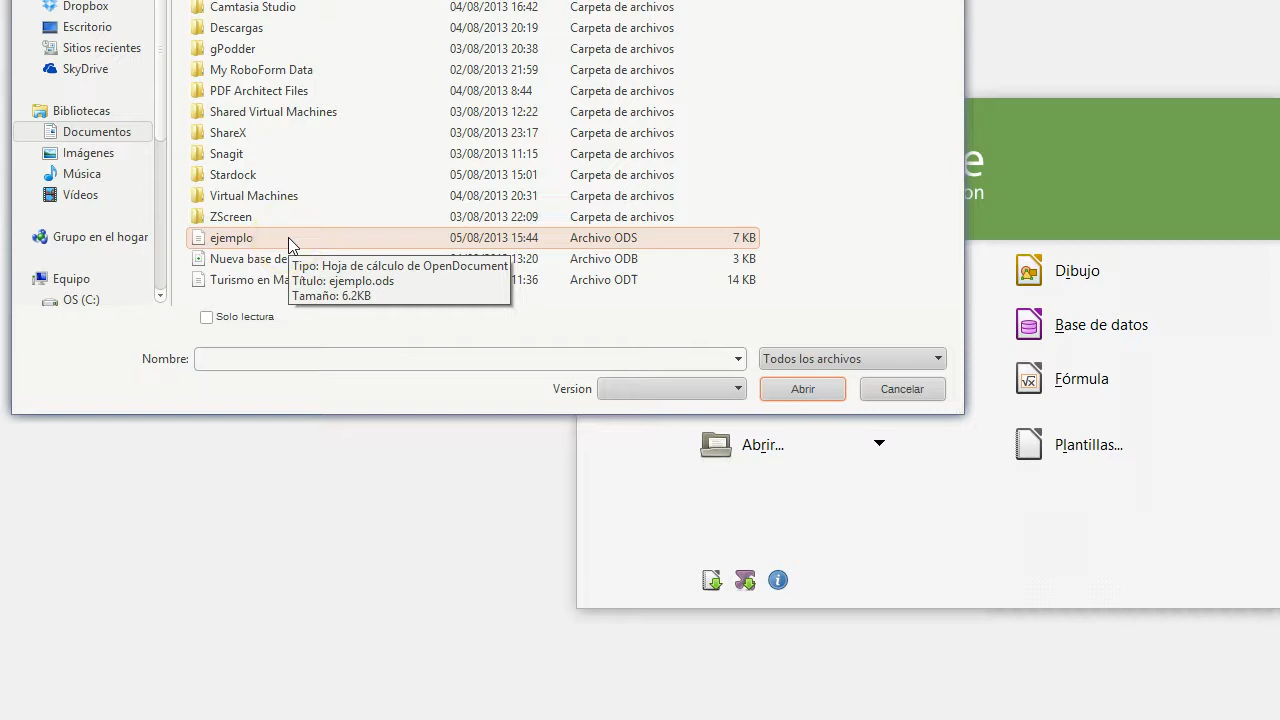 Dropbox
Escritorio
Sitios recientes
SkyDrive
Bibliotecas
Documentos
Imágenes
Música
Vídeos
Grupo en el hogar
Equipo
OS (C:)
Camtasia Studio 04/08/2013 16:42 Carpeta de archivos
Descargas 04/08/2013 20:19 Carpeta de archivos
gPodder 03/08/2013 20:38 Carpeta de archivos
My RoboForm Data 02/08/2013 21:59 Carpeta de archivos
PDF Architect Files 04/08/2013 8:44 Carpeta de archivos
Shared Virtual Machines 03/08/2013 12:22 Carpeta de archivos
ShareX 03/08/2013 23:17 Carpeta de archivos
Snagit 03/08/2013 11:15 Carpeta de archivos
Stardock 05/08/2013 15:01 Carpeta de archivos
Virtual Machines 04/08/2013 20:31 Carpeta de archivos
ZScreen 03/08/2013 22:09 Carpeta de archivos
ejemplo 05/08/2013 15:44 Archivo ODS 7 KB
Nueva base de 13:20 Archivo ODB 3 KB
Turismo en Ma 11:36 Archivo ODT 14 KB
Tipo: Hoja de cálculo de OpenDocument
Título: ejemplo.ods
Tamaño: 6.2KB
Solo lectura
Nombre: Todos los archivos
Version Abrir Cancelar
e
on
Dibujo
Base de datos
Fórmula
Abrir...
Plantillas...